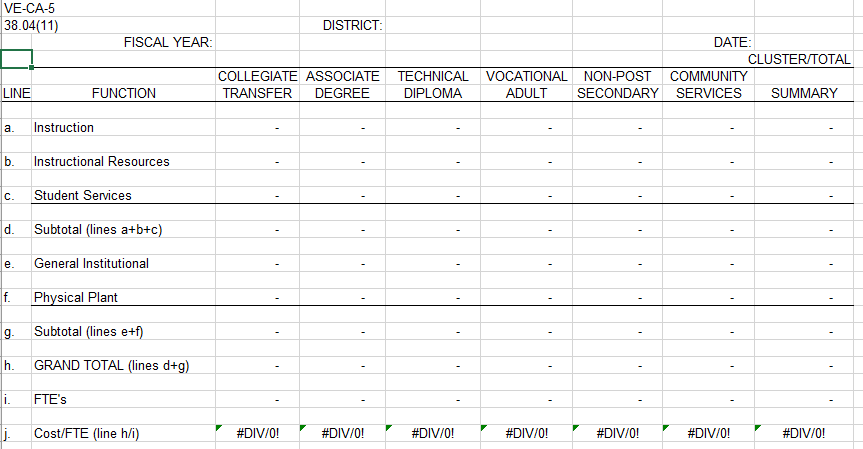 VE-CA-5
38.04(11) DISTRICT:
FISCAL YEAR: DATE:
CLUSTER/TOTAL
COLLEGIATE ASSOCIATE TECHNICAL VOCATIONAL NON-POST COMMUNITY
LINE FUNCTION TRANSFER DEGREE DIPLOMA ADULT SECONDARY SERVICES SUMMARY
a. Instruction - - - - - - -
b. Instructional Resources - - - - - - -
c. Student Services - - - - - - -
d. Subtotal (lines a+b+c) - - - - - - -
e. General Institutional - - - - - - -
f. Physical Plant - - - - - - -
g. Subtotal (lines e+f) - - - - - - -
h. GRAND TOTAL (lines d+g) - - - - - - -
i. FTE's - - - - - - -
j. Cost/FTE (line h/i) #DIV/0! #DIV/0! #DIV/0! #DIV/0! #DIV/0! #DIV/0! #DIV/0!